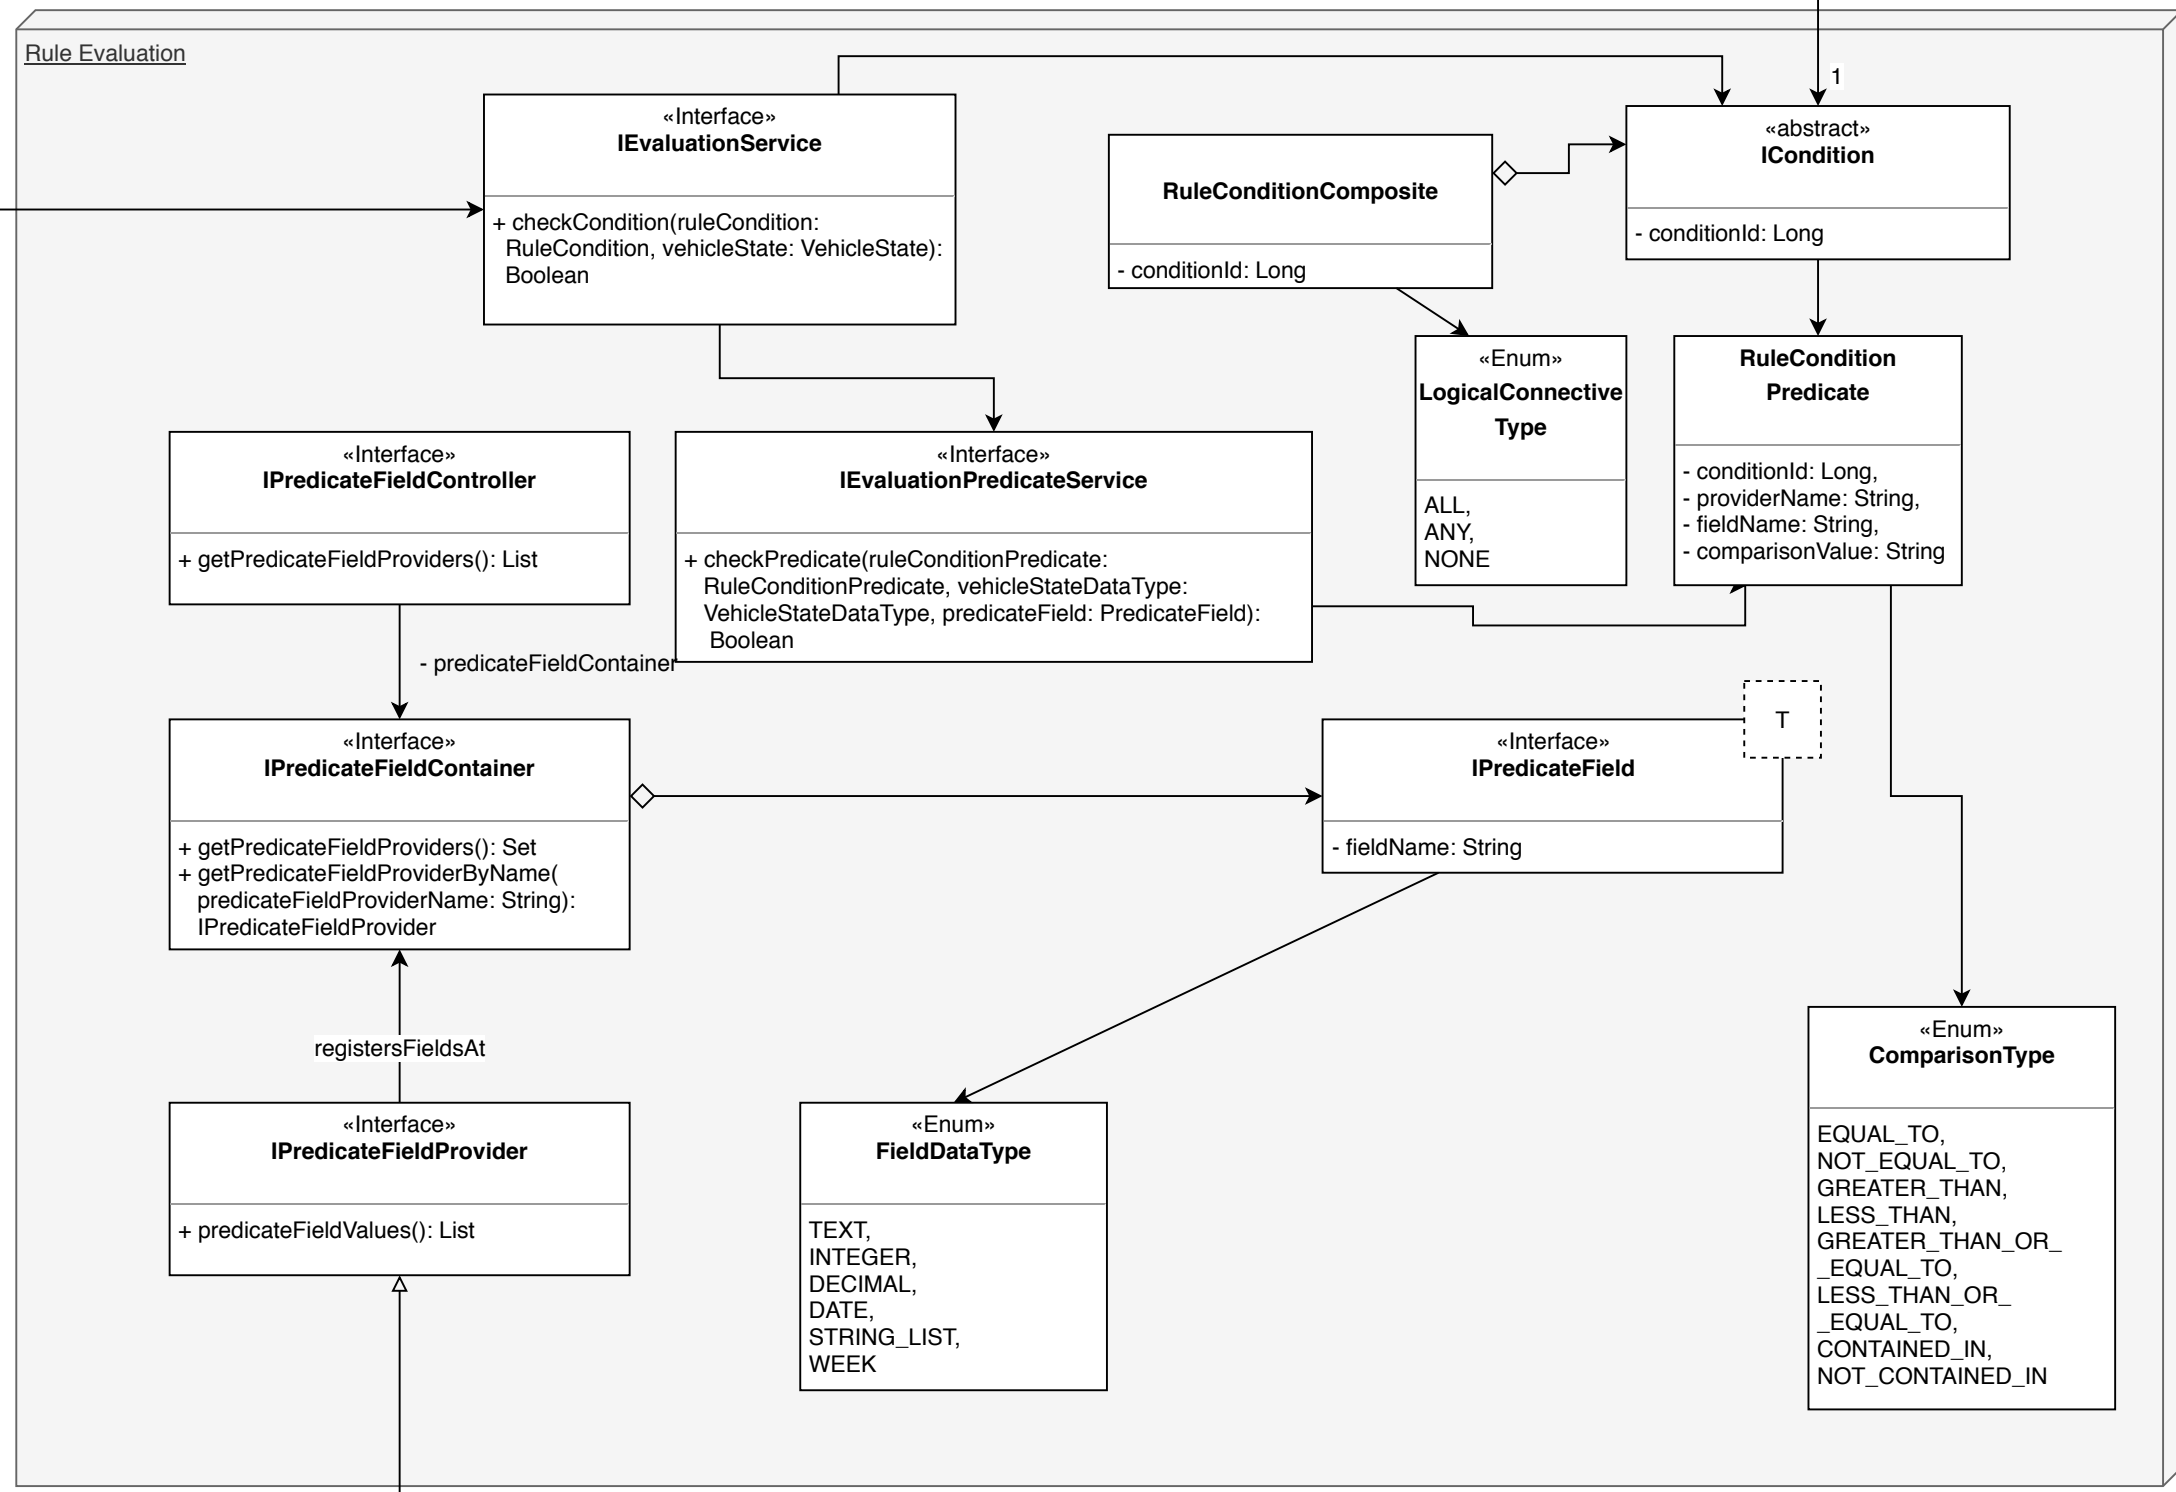 Rule Evaluation
1
«Interface»
IEvaluationService
+ checkCondition(ruleCondition:
RuleCondition, vehicleState: VehicleState):
Boolean
RuleConditionComposite
- conditionId: Long
«abstract»
ICondition
- conditionId: Long
«Enum»
LogicalConnective
Type
ALL,
ANY,
NONE
RuleCondition
Predicate
- conditionId: Long,
- providerName: String,
- fieldName: String,
- comparisonValue: String
«Interface»
IPredicateFieldController
+ getPredicateFieldProviders(): List
«Interface»
IEvaluationPredicateService
+ checkPredicate(ruleConditionPredicate:
RuleConditionPredicate, vehicleStateDataType:
VehicleStateDataType, predicateField: PredicateField):
Boolean
- predicateFieldContainer
«Interface»
IPredicateFieldContainer
+ getPredicateFieldProviders(): Set
+ getPredicateFieldProviderByName(
predicateFieldProviderName: String):
IPredicateFieldProvider
T
«Interface»
IPredicateField
- fieldName: String
registersFieldsAt
«Interface»
IPredicateFieldProvider
+ predicateFieldValues(): List
«Enum»
FieldDataType
TEXT,
INTEGER,
DECIMAL,
DATE,
STRING_LIST,
WEEK
«Enum»
ComparisonType
EQUAL_TO,
NOT_EQUAL_TO,
GREATER_THAN,
LESS_THAN,
GREATER_THAN_OR_
_EQUAL_TO,
LESS_THAN_OR_
_EQUAL_TO,
CONTAINED_IN,
NOT_CONTAINED_IN